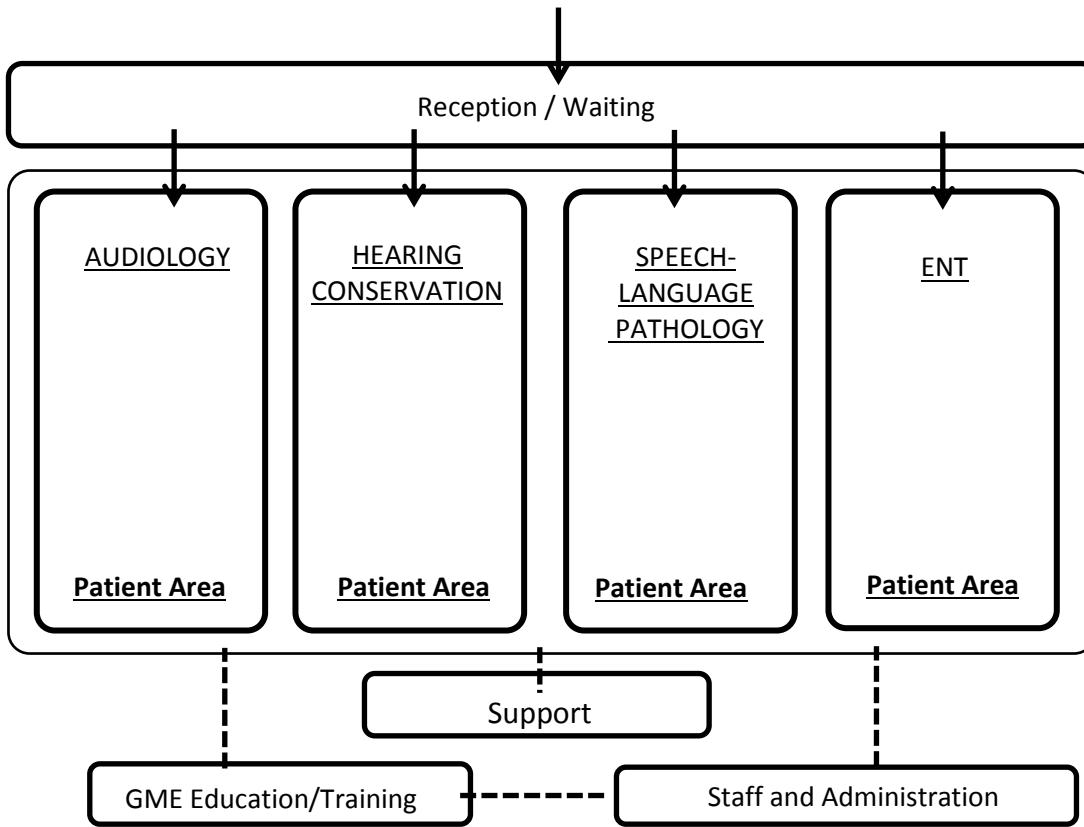 Reception / Waiting
AUDIOLOGY
HEARING
CONSERVATION
SPEECH-
LANGUAGE
PATHOLOGY
ENT
Patient Area
Patient Area
Patient Area
Patient Area
Support
GME Education/Training
Staff and Administration